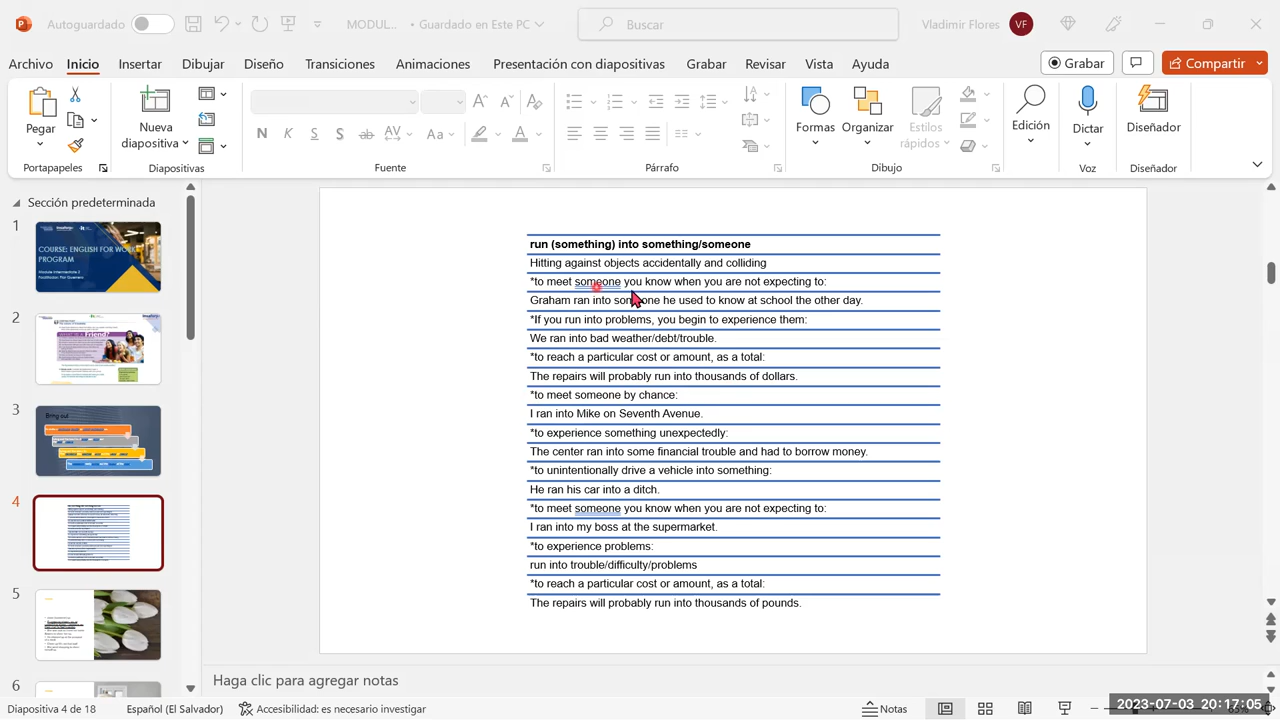 Autoguardado
MODUL... • Guardado en Este PC
Buscar
Vladimir Flores
VF
Archivo Inicio Insertar Dibujar Diseño Transiciones Animaciones Presentación con diapositivas Grabar Revisar Vista Ayuda
Grabar
Compartir
Pegar
Nueva diapositiva
N K S S ab AV Aa A
Formas
Organizar
Estilos rápidos
Edición
Dictar
Diseñador
Portapapeles
Diapositivas
Fuente
Párrafo
Dibujo
Voz
Diseñador
Sección predeterminada
1
COURSE: ENGLISH FOR WORK
PROGRAM
2
3
Bring out
4
5
6
run (something) into something/someone
Hitting against objects accidentally and colliding
*to meet someone you know when you are not expecting to:
Graham ran into someone he used to know at school the other day.
*If you run into problems, you begin to experience them:
We ran into bad weather/debt/trouble.
*to reach a particular cost or amount, as a total:
The repairs will probably run into thousands of dollars.
*to meet someone by chance:
I ran into Mike on Seventh Avenue.
*to experience something unexpectedly:
The center ran into some financial trouble and had to borrow money.
*to unintentionally drive a vehicle into something:
He ran his car into a ditch.
*to meet someone you know when you are not expecting to:
I ran into my boss at the supermarket.
*to experience problems:
run into trouble/difficulty/problems
*to reach a particular cost or amount, as a total:
The repairs will probably run into thousands of pounds.
Haga clic para agregar notas
Diapositiva 4 de 18
Español (El Salvador)
Accesibilidad: es necesario investigar
Notas
2023-07-03 20:17:05